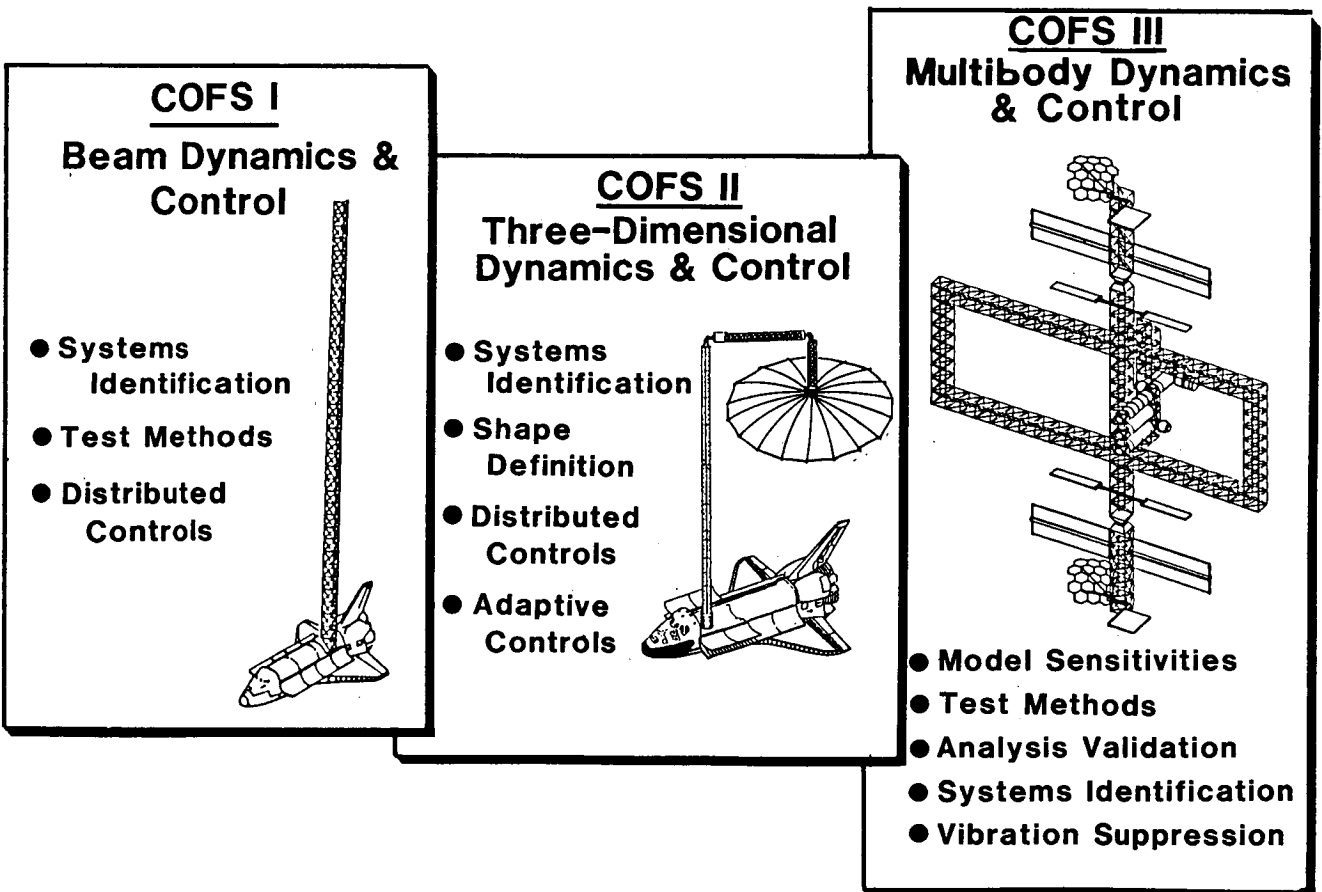 COFS I
Beam Dynamics &
Control
● Systems
Identification
● Test Methods
● Distributed
Controls
COFS II
Three-Dimensional
Dynamics & Control
● Systems
Identification
● Shape
Definition
● Distributed
Controls
● Adaptive
Controls
COFS III
Multibody Dynamics
& Control
● Model Sensitivities
● Test Methods
● Analysis Validation
● Systems Identification
● Vibration Suppression